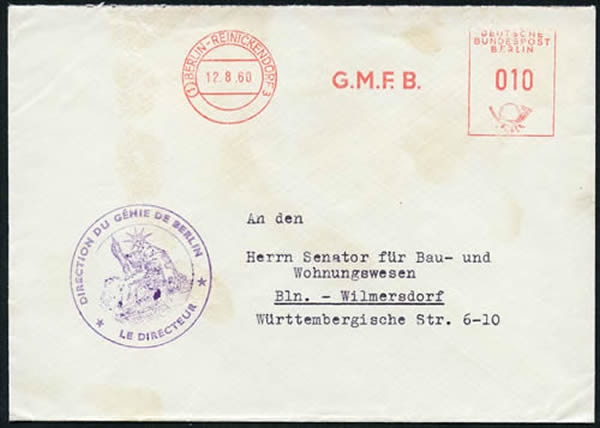 (1) BERLIN-REINICKENDORF 3
12.8.60
G.M.F.B.
DEUTSCHE
BUNDESPOST
BERLIN
010
DIRECTION DU GÉNIE DE BERLIN
★ LE DIRECTEUR ★
An den
Herrn Senator für Bau- und
Wohnungswesen
Bln. - Wilmersdorf
Württembergische Str. 6-10